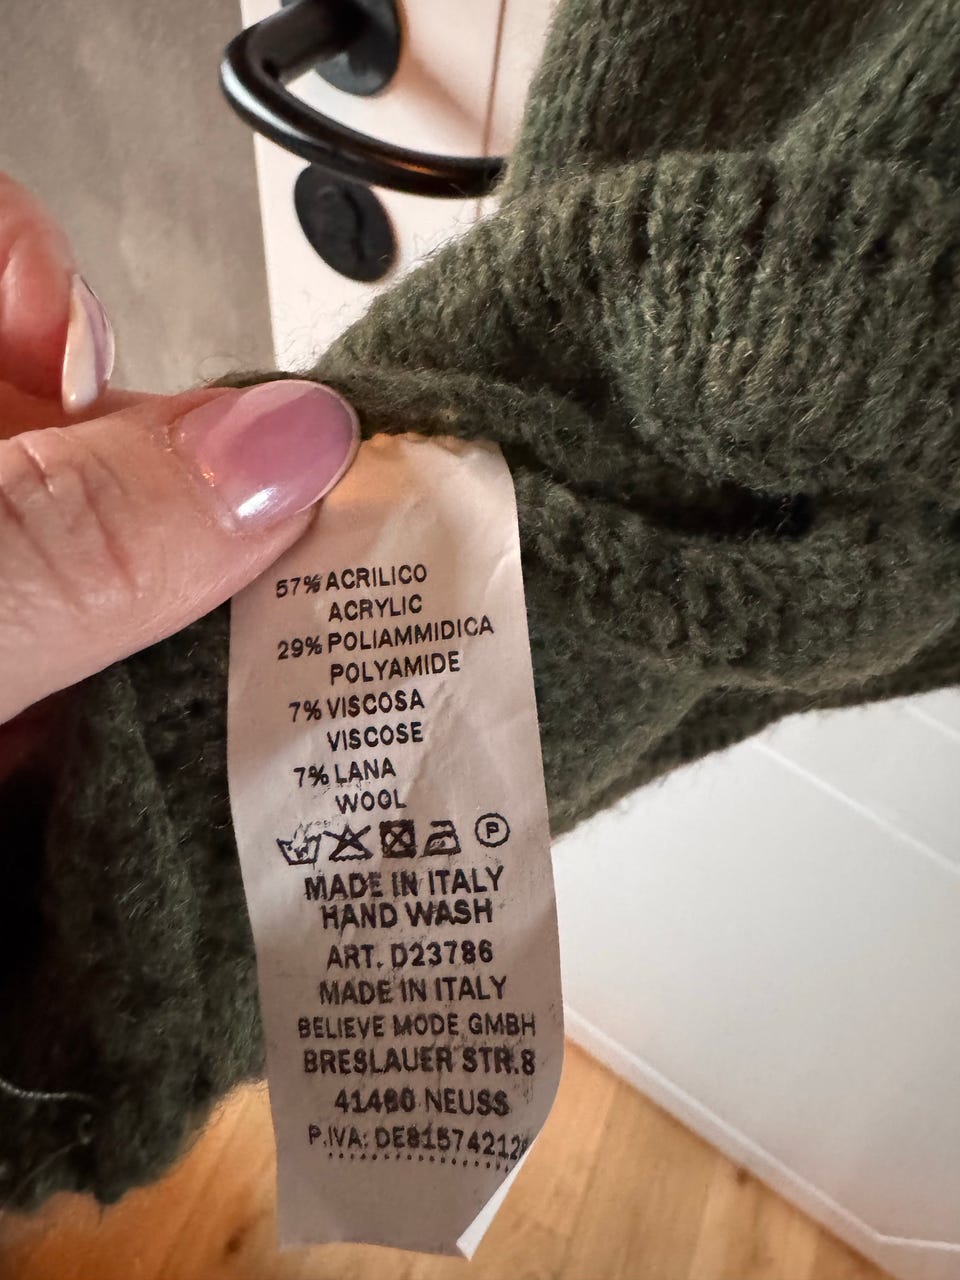 57% ACRILICO
ACRYLIC
29% POLIAMMIDICA
POLYAMIDE
7% VISCOSA
VISCOSE
7% LANA
WOOL
P
MADE IN ITALY
HAND WASH
ART. D23786
MADE IN ITALY
BELIEVE MODE GMBH
BRESLAUER STR.8
41460 NEUSS
P.IVA: